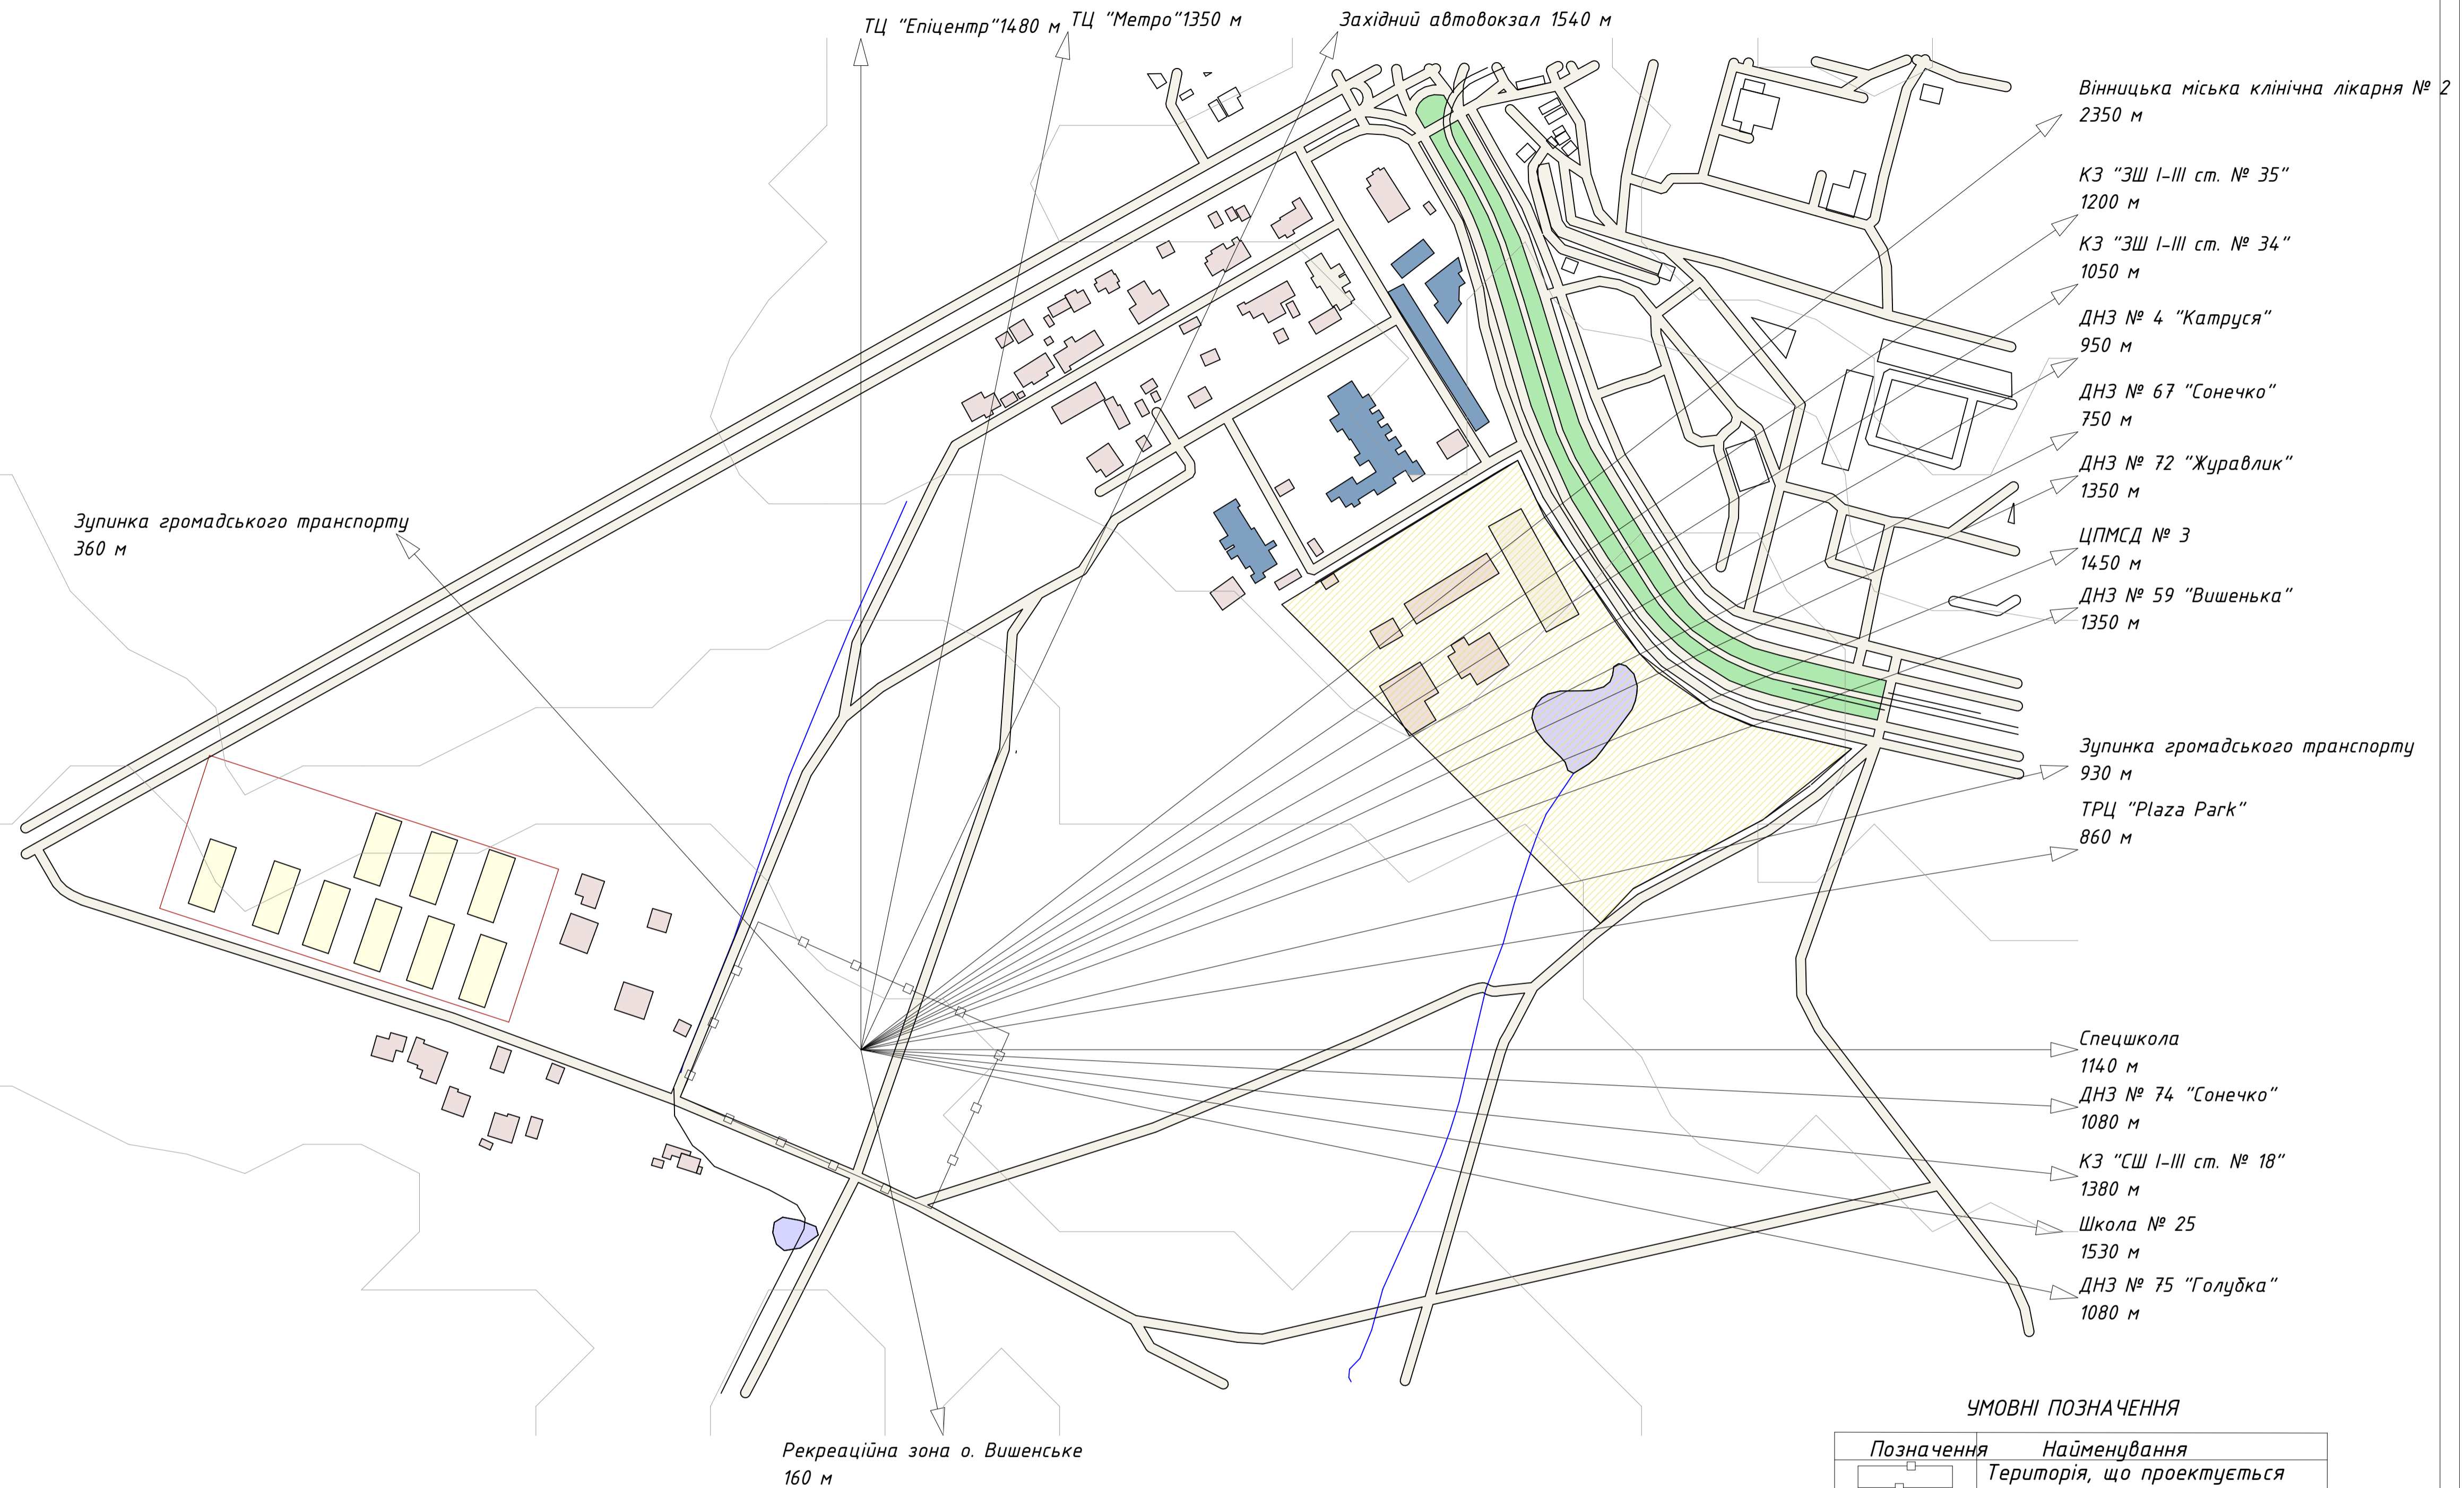 ТЦ "Епіцентр"1480 м
ТЦ "Метро"1350 м
Західний автовокзал 1540 м
Вінницька міська клінічна лікарня № 2
2350 м
КЗ "ЗШ І-ІІІ ст. № 35"
1200 м
КЗ "ЗШ І-ІІІ ст. № 34"
1050 м
ДНЗ № 4 "Катруся"
950 м
ДНЗ № 67 "Сонечко"
750 м
ДНЗ № 72 "Журавлик"
1350 м
ЦПМСД № 3
1450 м
ДНЗ № 59 "Вишенька"
1350 м
Зупинка громадського транспорту
360 м
Зупинка громадського транспорту
930 м
ТРЦ "Plaza Park"
860 м
Спецшкола
1140 м
ДНЗ № 74 "Сонечко"
1080 м
КЗ "СШ І-ІІІ ст. № 18"
1380 м
Школа № 25
1530 м
ДНЗ № 75 "Голубка"
1080 м
Рекреаційна зона о. Вишенське
160 м
УМОВНІ ПОЗНАЧЕННЯ
Позначення Найменування
Територія, що проектується